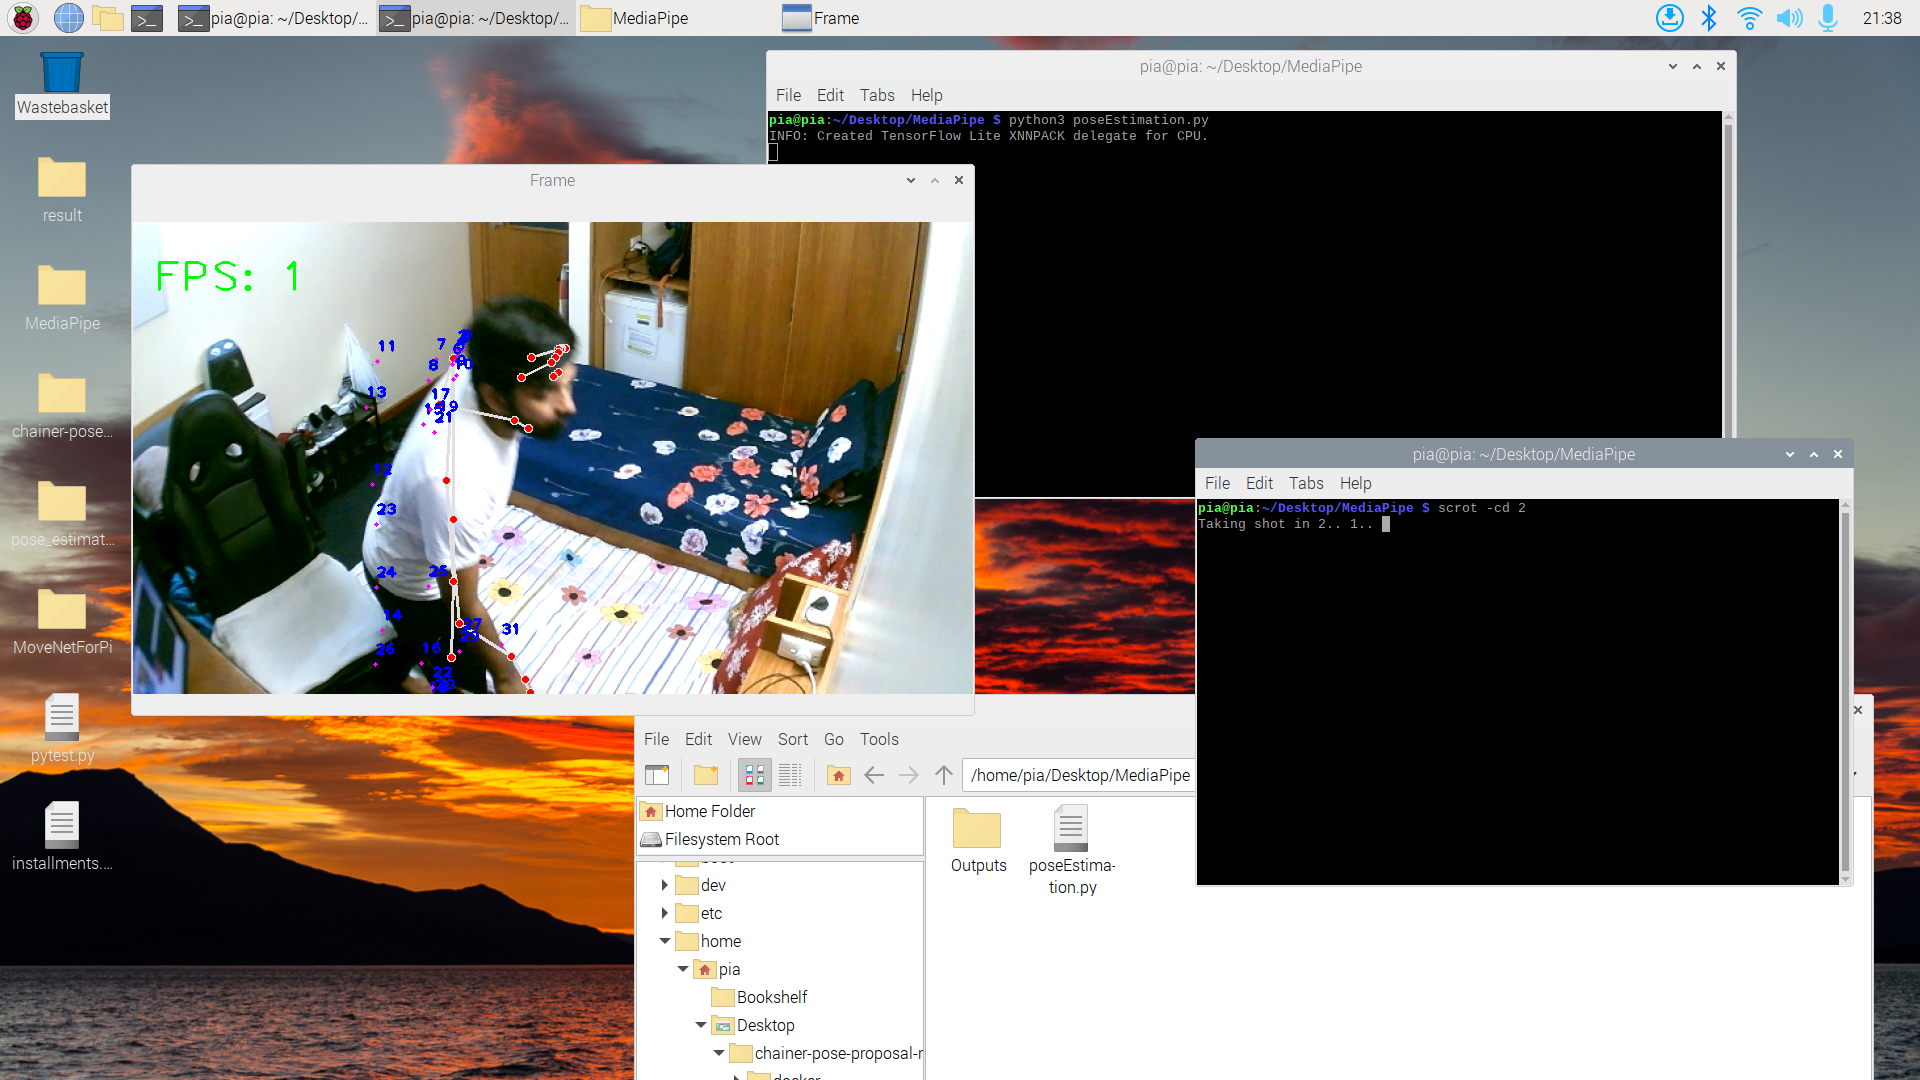 pia@pia: ~/Desktop/...
pia@pia: ~/Desktop/...
MediaPipe
Frame
21:38
Wastebasket
result
MediaPipe
chainer-pose...
pose_estimat...
MoveNetForPi
pytest.py
installments....
pia@pia: ~/Desktop/MediaPipe
File Edit Tabs Help
pia@pia:~/Desktop/MediaPipe $ python3 poseEstimation.py
INFO: Created TensorFlow Lite XNNPACK delegate for CPU.
Frame
FPS: 1
11
7
8
10
13
17
19
21
12
23
24
25
14
27
29
31
16
26
22
pia@pia: ~/Desktop/MediaPipe
File Edit Tabs Help
pia@pia:~/Desktop/MediaPipe $ scrot -cd 2
Taking shot in 2.. 1..
File Edit View Sort Go Tools
/home/pia/Desktop/MediaPipe
Home Folder
Filesystem Root
dev
etc
home
pia
Bookshelf
Desktop
chainer-pose-proposal-r
Outputs
poseEstima-
tion.py